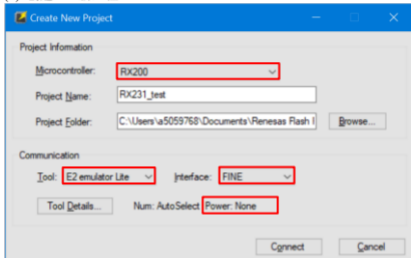 Create New Project
Project Information
Microcontroller: RX200
Project Name: RX231_test
Project Folder: C:\Users\a5059768\Documents\Renesas Flash Browse...
Communication
Tool: E2 emulator Lite Interface: FINE
Tool Details... Num: AutoSelect Power: None
Connect Cancel